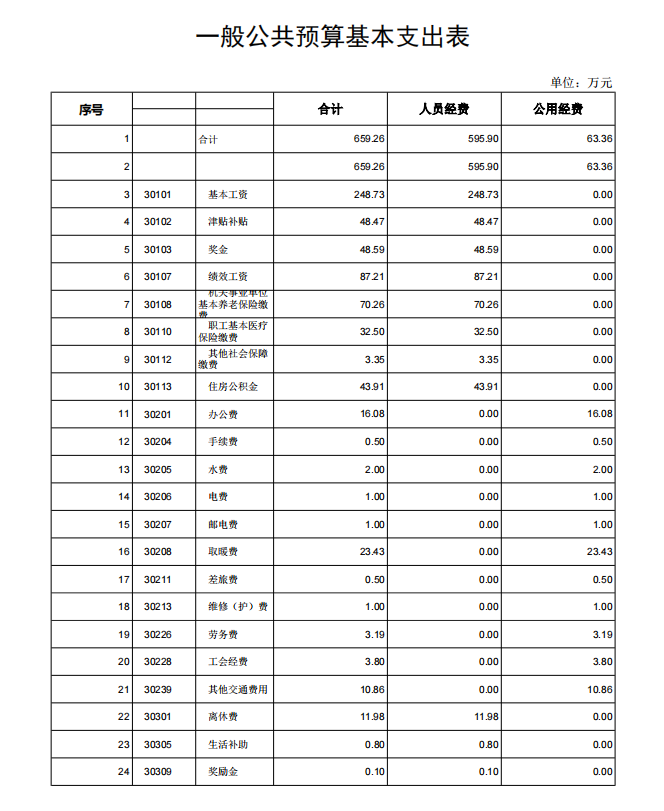 一般公共预算基本支出表
单位：万元
序号 合计 人员经费 公用经费
1 合计 659.26 595.90 63.36
2 659.26 595.90 63.36
3 30101 基本工资 248.73 248.73 0.00
4 30102 津贴补贴 48.47 48.47 0.00
5 30103 奖金 48.59 48.59 0.00
6 30107 绩效工资 87.21 87.21 0.00
7 30108 机关事业单位基本养老保险缴费 70.26 70.26 0.00
8 30110 职工基本医疗保险缴费 32.50 32.50 0.00
9 30112 其他社会保障缴费 3.35 3.35 0.00
10 30113 住房公积金 43.91 43.91 0.00
11 30201 办公费 16.08 0.00 16.08
12 30204 手续费 0.50 0.00 0.50
13 30205 水费 2.00 0.00 2.00
14 30206 电费 1.00 0.00 1.00
15 30207 邮电费 1.00 0.00 1.00
16 30208 取暖费 23.43 0.00 23.43
17 30211 差旅费 0.50 0.00 0.50
18 30213 维修（护）费 1.00 0.00 1.00
19 30226 劳务费 3.19 0.00 3.19
20 30228 工会经费 3.80 0.00 3.80
21 30239 其他交通费用 10.86 0.00 10.86
22 30301 离休费 11.98 11.98 0.00
23 30305 生活补助 0.80 0.80 0.00
24 30309 奖励金 0.10 0.10 0.00